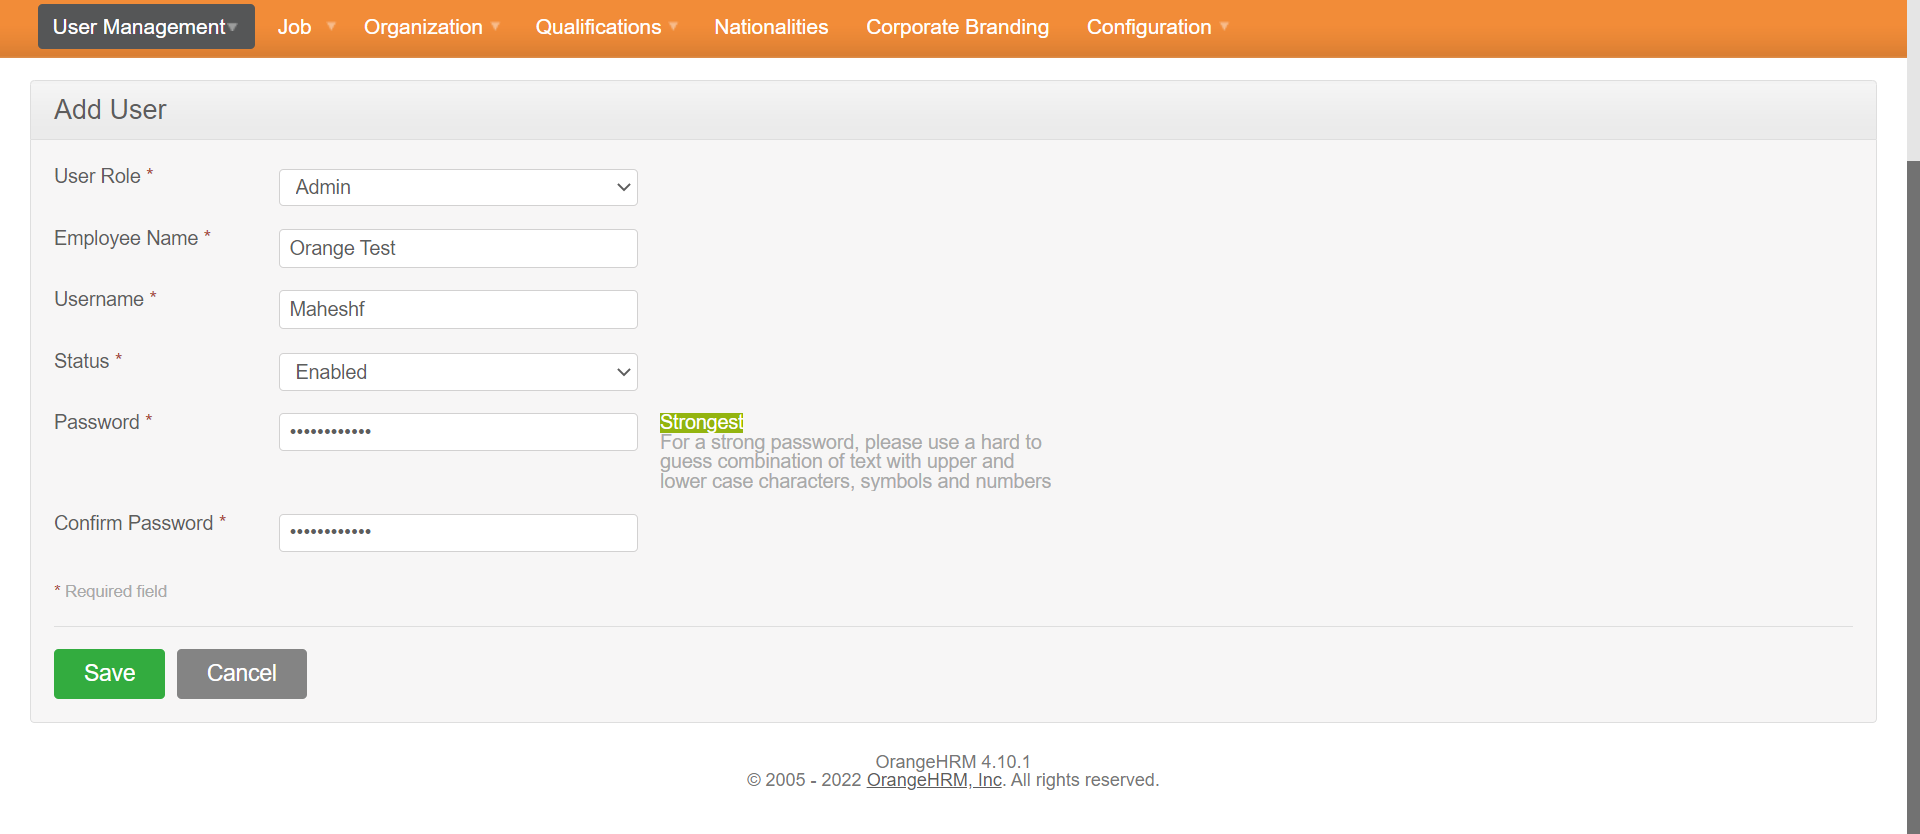 User Management Job Organization Qualifications Nationalities Corporate Branding Configuration
Add User
User Role * Admin
Employee Name * Orange Test
Username * Maheshf
Status * Enabled
Password * •••••••••••• Strongest
For a strong password, please use a hard to
guess combination of text with upper and
lower case characters, symbols and numbers
Confirm Password * ••••••••••••
* Required field
Save Cancel
OrangeHRM 4.10.1
© 2005 - 2022 OrangeHRM, Inc. All rights reserved.